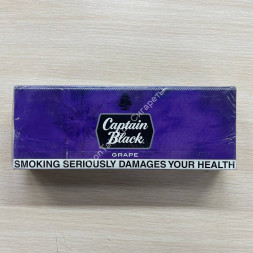 Captain
Black
GRAPE
SMOKING SERIOUSLY DAMAGES YOUR HEALTH